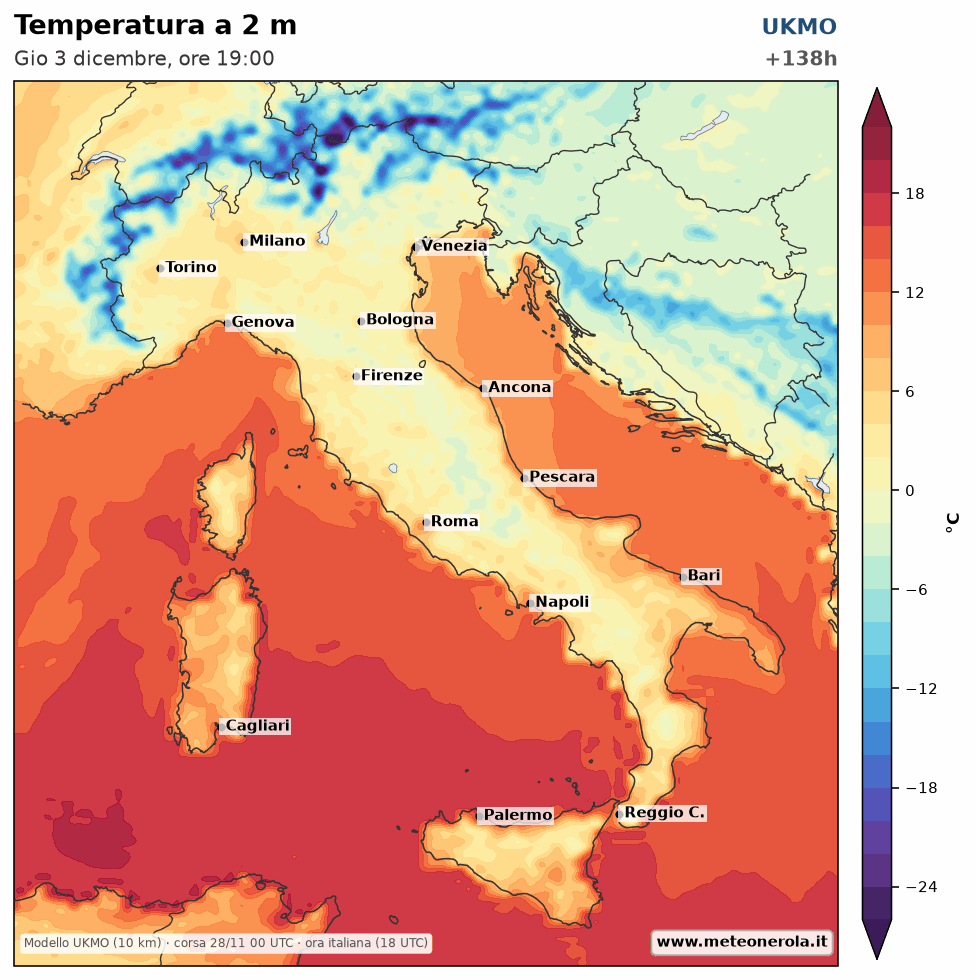 Temperatura a 2 m
UKMO
Gio 3 dicembre, ore 19:00
+138h
Milano
Venezia
Torino
Genova
Bologna
Firenze
Ancona
Pescara
Roma
Bari
Napoli
Cagliari
Palermo
Reggio C.
18
12
6
0
−6
−12
−18
−24
°C
Modello UKMO (10 km) · corsa 28/11 00 UTC · ora italiana (18 UTC)
www.meteonerola.it